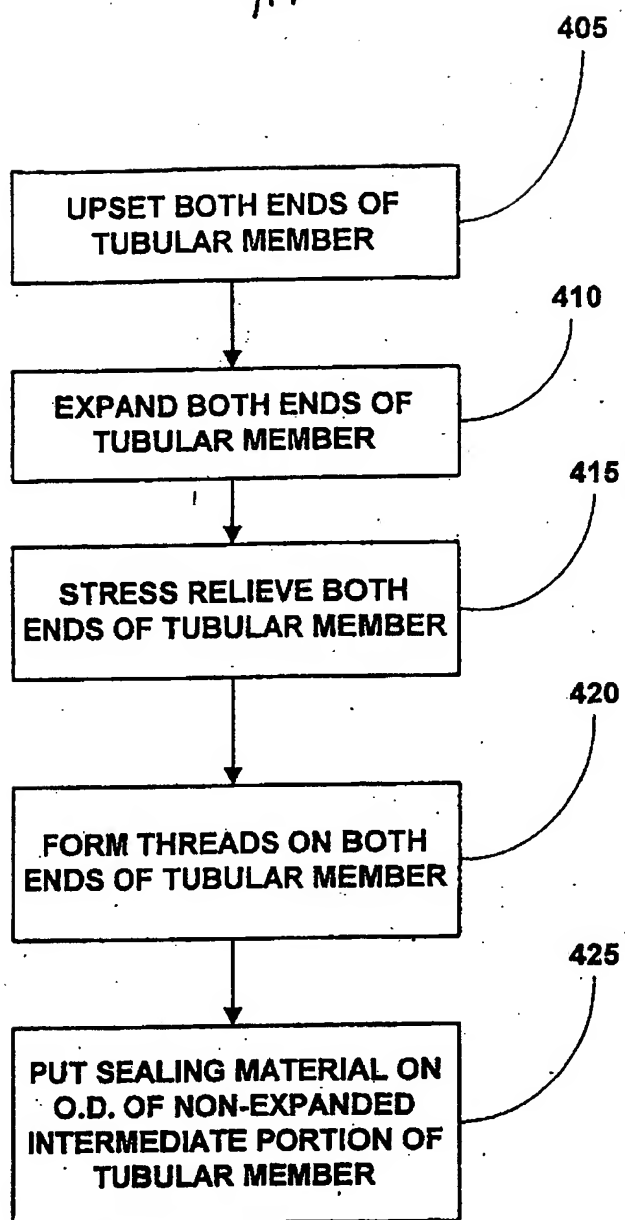 405
UPSET BOTH ENDS OF
TUBULAR MEMBER
410
EXPAND BOTH ENDS OF
TUBULAR MEMBER
415
STRESS RELIEVE BOTH
ENDS OF TUBULAR MEMBER
420
FORM THREADS ON BOTH
ENDS OF TUBULAR MEMBER
425
PUT SEALING MATERIAL ON
O.D. OF NON-EXPANDED
INTERMEDIATE PORTION OF
TUBULAR MEMBER